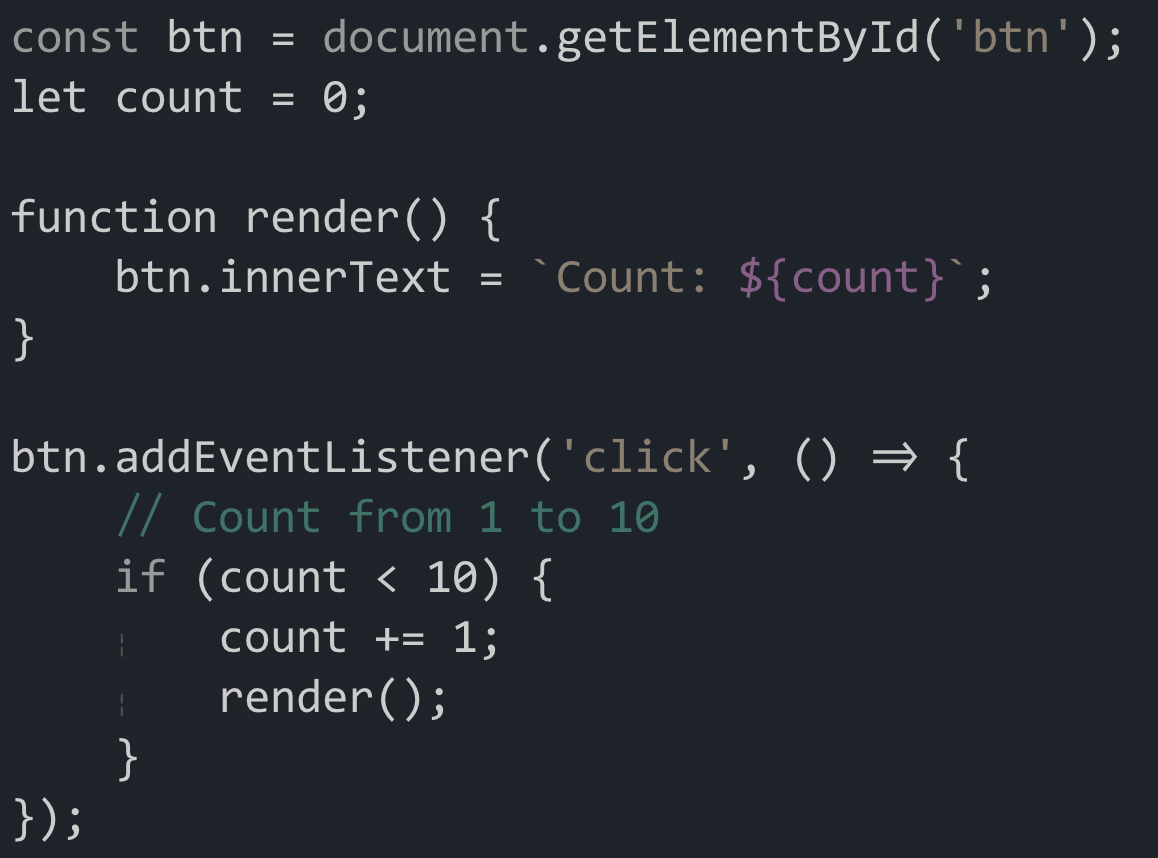 const btn = document.getElementById('btn');
let count = 0;

function render() {
    btn.innerText = `Count: ${count}`;
}

btn.addEventListener('click', () => {
    // Count from 1 to 10
    if (count < 10) {
        count += 1;
        render();
    }
});